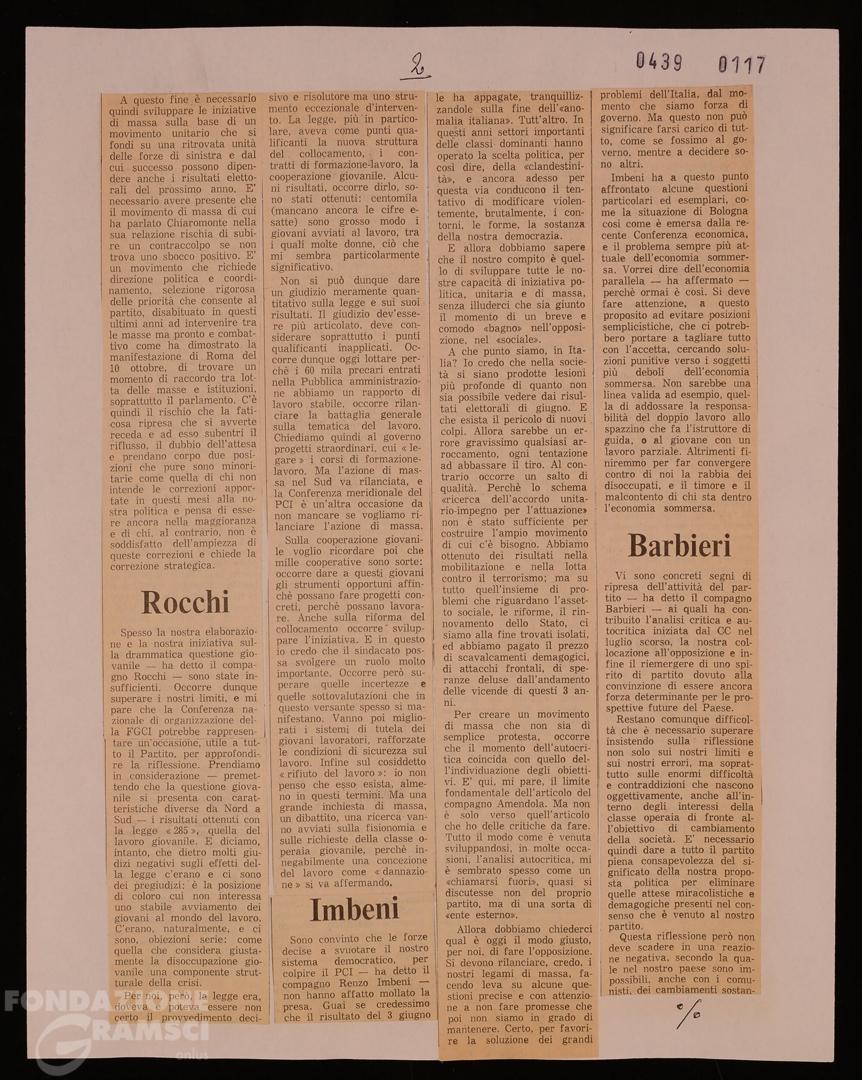 2
0439 0117
A questo fine è necessario
quindi sviluppare le iniziative
di massa sulla base di un
movimento unitario che si
fondi su una ritrovata unità
delle forze di sinistra e dal
cui successo possono dipen-
dere anche i risultati eletto-
rali del prossimo anno. E'
necessario avere presente che
il movimento di massa di cui
ha parlato Chiaromonte nella
sua relazione rischia di subi-
re un contraccolpo se non
trova uno sbocco positivo. E'
un movimento che richiede
direzione politica e coordi-
namento, selezione rigorosa
delle priorità che consente al
partito, disabituato in questi
ultimi anni ad intervenire tra
le masse ma pronto e combat-
tivo come ha dimostrato la
manifestazione di Roma del
10 ottobre, di trovare un
momento di raccordo tra lot-
ta delle masse e istituzioni,
soprattutto il parlamento. C'è
quindi il rischio che la fati-
cosa ripresa che si avverte
receda e ad esso subentri il
riflusso, il dubbio dell'attesa
e prendano corpo due posi-
zioni che pure sono minori-
tarie come quella di chi non
intende le correzioni appor-
tate in questi mesi alla no-
stra politica e pensa di esse-
re ancora nella maggioranza
e di chi, al contrario, non è
soddisfatto dell'ampiezza di
queste correzioni e chiede la
correzione strategica.
Rocchi
Spesso la nostra elaborazio-
ne e la nostra iniziativa sul-
la drammatica questione gio-
vanile — ha detto il compa-
gno Rocchi — sono state in-
sufficienti. Occorre dunque
superare i nostri limiti, e mi
pare che la Conferenza na-
zionale di organizzazione del-
la FGCI potrebbe rappresen-
tare un'occasione, utile a tut-
to il Partito, per approfondi-
re la riflessione. Prendiamo
in considerazione — premet-
tendo che la questione giova-
nile si presenta con carat-
teristiche diverse da Nord a
Sud — i risultati ottenuti con
la legge «285», quella del
lavoro giovanile. E diciamo,
intanto, che dietro molti giu-
dizi negativi sugli effetti del-
la legge c'erano e ci sono
dei pregiudizi: è la posizione
di coloro cui non interessa
uno stabile avviamento dei
giovani al mondo del lavoro.
C'erano, naturalmente, e ci
sono, obiezioni serie: come
quella che considera giusta-
mente la disoccupazione gio-
vanile una componente strut-
turale della crisi.
Per noi, però, la legge era,
doveva o poteva essere non
certo il provvedimento deci-
sivo e risolutore ma uno stru-
mento eccezionale d'interven-
to. La legge, più in partico-
lare, aveva come punti qua-
lificanti la nuova struttura
del collocamento, i con-
tratti di formazione-lavoro, la
cooperazione giovanile. Alcu-
ni risultati, occorre dirlo, so-
no stati ottenuti: centomila
(mancano ancora le cifre e-
satte) sono grosso modo i
giovani avviati al lavoro, tra
i quali molte donne, ciò che
mi sembra particolarmente
significativo.
Non si può dunque dare
un giudizio meramente quan-
titativo sulla legge e sui suoi
risultati. Il giudizio dev'esse-
re più articolato, deve con-
siderare soprattutto i punti
qualificanti inapplicati. Oc-
corre dunque oggi lottare per-
chè i 60 mila precari entrati
nella Pubblica amministrazio-
ne abbiamo un rapporto di
lavoro stabile, occorre rilan-
ciare la battaglia generale
sulla tematica del lavoro.
Chiediamo quindi al governo
progetti straordinari, cui «le-
gare» i corsi di formazione-
lavoro. Ma l'azione di mas-
sa nel Sud va rilanciata, e
la Conferenza meridionale del
PCI è un'altra occasione da
non mancare se vogliamo ri-
lanciare l'azione di massa.
Sulla cooperazione giovani-
le voglio ricordare poi che
mille cooperative sono sorte:
occorre dare a questi giovani
gli strumenti opportuni affin-
chè possano fare progetti con-
creti, perchè possano lavora-
re. Anche sulla riforma del
collocamento occorre svilup-
pare l'iniziativa. E in questo
io credo che il sindacato pos-
sa svolgere un ruolo molto
importante. Occorre però su-
perare quelle incertezze e
quelle sottovalutazioni che in
questo versante spesso si ma-
nifestano. Vanno poi miglio-
rati i sistemi di tutela dei
giovani lavoratori, rafforzate
le condizioni di sicurezza sul
lavoro. Infine sul cosiddetto
«rifiuto del lavoro»: io non
penso che esso esista, alme-
no in questi termini. Ma una
grande inchiesta di massa,
un dibattito, una ricerca van-
no avviati sulla fisionomia e
sulle richieste della classe o-
peraia giovanile, perchè in-
negabilmente una concezione
del lavoro come «dannazio-
ne» si va affermando.
Imbeni
Sono convinto che le forze
decise a svuotare il nostro
sistema democratico, per
colpire il PCI — ha detto il
compagno Renzo Imbeni —
non hanno affatto mollato la
presa. Guai se credessimo
che il risultato del 3 giugno
le ha appagate, tranquilliz-
zandole sulla fine dell'«ano-
malia italiana». Tutt'altro. In
questi anni settori importanti
delle classi dominanti hanno
operato la scelta politica, per
così dire, della «clandestini-
tà», e ancora adesso per
questa via conducono il ten-
tativo di modificare violen-
temente, brutalmente, i con-
torni, le forme, la sostanza
della nostra democrazia.
E allora dobbiamo sapere
che il nostro compito è quel-
lo di sviluppare tutte le no-
stre capacità di iniziativa po-
litica, unitaria e di massa,
senza illuderci che sia giunto
il momento di un breve e
comodo «bagno» nell'opposi-
zione, nel «sociale».
A che punto siamo, in Ita-
lia? Io credo che nella socie-
tà si siano prodotte lesioni
più profonde di quanto non
sia possibile vedere dai risul-
tati elettorali di giugno. E
che esista il pericolo di nuovi
colpi. Allora sarebbe un er-
rore gravissimo qualsiasi ar-
roccamento, ogni tentazione
ad abbassare il tiro. Al con-
trario occorre un salto di
qualità. Perchè lo schema
«ricerca dell'accordo unita-
rio-impegno per l'attuazione»
non è stato sufficiente per
costruire l'ampio movimento
di cui c'è bisogno. Abbiamo
ottenuto dei risultati nella
mobilitazione e nella lotta
contro il terrorismo; ma su
tutto quell'insieme di pro-
blemi che riguardano l'asset-
to sociale, le riforme, il rin-
novamento dello Stato, ci
siamo alla fine trovati isolati,
ed abbiamo pagato il prezzo
di scavalcamenti demagogici,
di attacchi frontali, di spe-
ranze deluse dall'andamento
delle vicende di questi 3 an-
ni.
Per creare un movimento
di massa che non sia di
semplice protesta, occorre
che il momento dell'autocri-
tica coincida con quello del-
l'individuazione degli obietti-
vi. E' qui, mi pare, il limite
fondamentale dell'articolo del
compagno Amendola. Ma non
è solo verso quell'articolo
che ho delle critiche da fare.
Tutto il modo come è venuta
sviluppandosi, in molte occa-
sioni, l'analisi autocritica, mi
è sembrato spesso come un
«chiamarsi fuori», quasi si
discutesse non del proprio
partito, ma di una sorta di
«ente esterno».
Allora dobbiamo chiederci
qual è oggi il modo giusto,
per noi, di fare l'opposizione.
Si devono rilanciare, credo, i
nostri legami di massa, fa-
cendo leva su alcune que-
stioni precise e con attenzio-
ne a non fare promesse che
poi non siamo in grado di
mantenere. Certo, per favori-
re la soluzione dei grandi
problemi dell'Italia, dal mo-
mento che siamo forza di
governo. Ma questo non può
significare farsi carico di tut-
to, come se fossimo al go-
verno, mentre a decidere so-
no altri.
Imbeni ha a questo punto
affrontato alcune questioni
particolari ed esemplari, co-
me la situazione di Bologna
così come è emersa dalla re-
cente Conferenza economica,
e il problema sempre più at-
tuale dell'economia sommer-
sa. Vorrei dire dell'economia
parallela — ha affermato —
perchè ormai è così. Si deve
fare attenzione, a questo
proposito ad evitare posizioni
semplicistiche, che ci potreb-
bero portare a tagliare tutto
con l'accetta, cercando solu-
zioni punitive verso i soggetti
più deboli dell'economia
sommersa. Non sarebbe una
linea valida ad esempio, quel-
la di addossare la responsa-
bilità del doppio lavoro allo
spazzino che fa l'istruttore di
guida, o al giovane con un
lavoro parziale. Altrimenti fi-
niremmo per far convergere
contro di noi la rabbia dei
disoccupati, e il timore e il
malcontento di chi sta dentro
l'economia sommersa.
Barbieri
Vi sono concreti segni di
ripresa dell'attività del par-
tito — ha detto il compagno
Barbieri — ai quali ha con-
tribuito l'analisi critica e au-
tocritica iniziata dal CC nel
luglio scorso, la nostra col-
locazione all'opposizione e in-
fine il riemergere di uno spi-
rito di partito dovuto alla
convinzione di essere ancora
forza determinante per le pro-
spettive future del Paese.
Restano comunque difficol-
tà che è necessario superare
insistendo sulla riflessione
non solo sui nostri limiti e
sui nostri errori, ma soprat-
tutto sulle enormi difficoltà
e contraddizioni che nascono
oggettivamente, anche all'in-
terno degli interessi della
classe operaia di fronte al-
l'obiettivo di cambiamento
della società. E' necessario
quindi dare a tutto il partito
piena consapevolezza del si-
gnificato della nostra propo-
sta politica per eliminare
quelle attese miracolistiche e
demagogiche presenti nel con-
senso che è venuto al nostro
partito.
Questa riflessione però non
deve scadere in una reazio-
ne negativa, secondo la qua-
le nel nostro paese sono im-
possibili, anche con i comu-
nisti, dei cambiamenti sostan-
%
FONDAZIONE
GRAMSCI
onlus